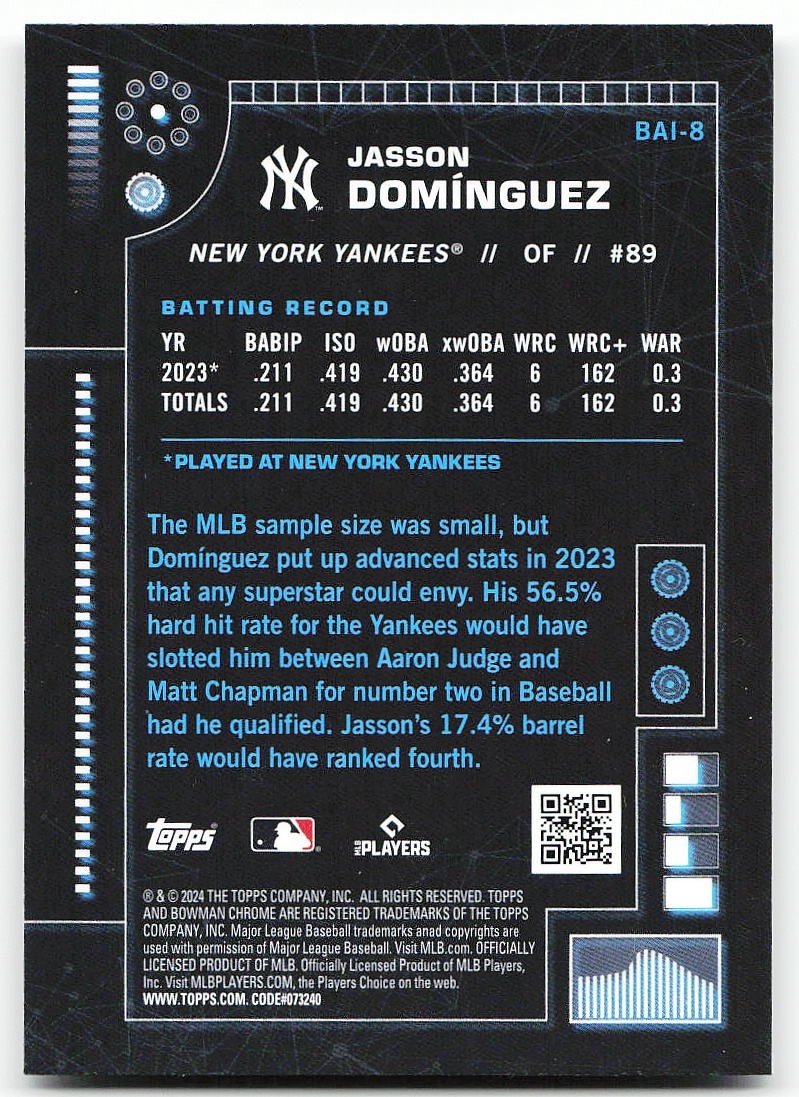 BAI-8
NY
TM
JASSON
DOMÍNGUEZ
NEW YORK YANKEES® // OF // #89
BATTING RECORD
YR BABIP ISO wOBA xwOBA WRC WRC+ WAR
2023* .211 .419 .430 .364 6 162 0.3
TOTALS .211 .419 .430 .364 6 162 0.3
*PLAYED AT NEW YORK YANKEES
The MLB sample size was small, but
Domínguez put up advanced stats in 2023
that any superstar could envy. His 56.5%
hard hit rate for the Yankees would have
slotted him between Aaron Judge and
Matt Chapman for number two in Baseball
had he qualified. Jasson's 17.4% barrel
rate would have ranked fourth.
Topps® ® MLB PLAYERS
® & © 2024 THE TOPPS COMPANY, INC. ALL RIGHTS RESERVED. TOPPS
AND BOWMAN CHROME ARE REGISTERED TRADEMARKS OF THE TOPPS
COMPANY, INC. Major League Baseball trademarks anad copyrights are
used with permission of Major League Baseball. Visit MLB.com. OFFICIALLY
LICENSED PRODUCT OF MLB. Officially Licensed Product of MLB Players,
Inc. Visit MLBPLAYERS.COM, the Players Choice on the web.
WWW.TOPPS.COM. CODE#073240